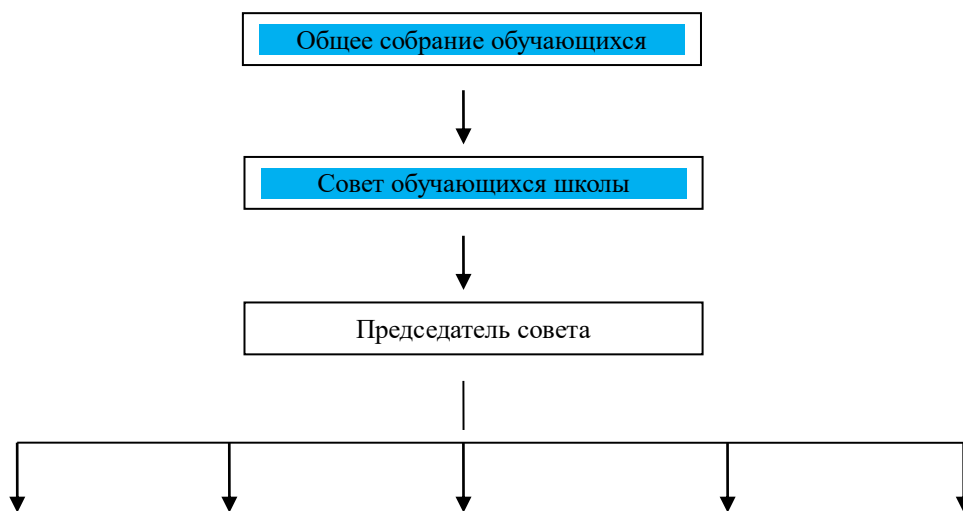 Общее собрание обучающихся
Совет обучающихся школы
Председатель совета